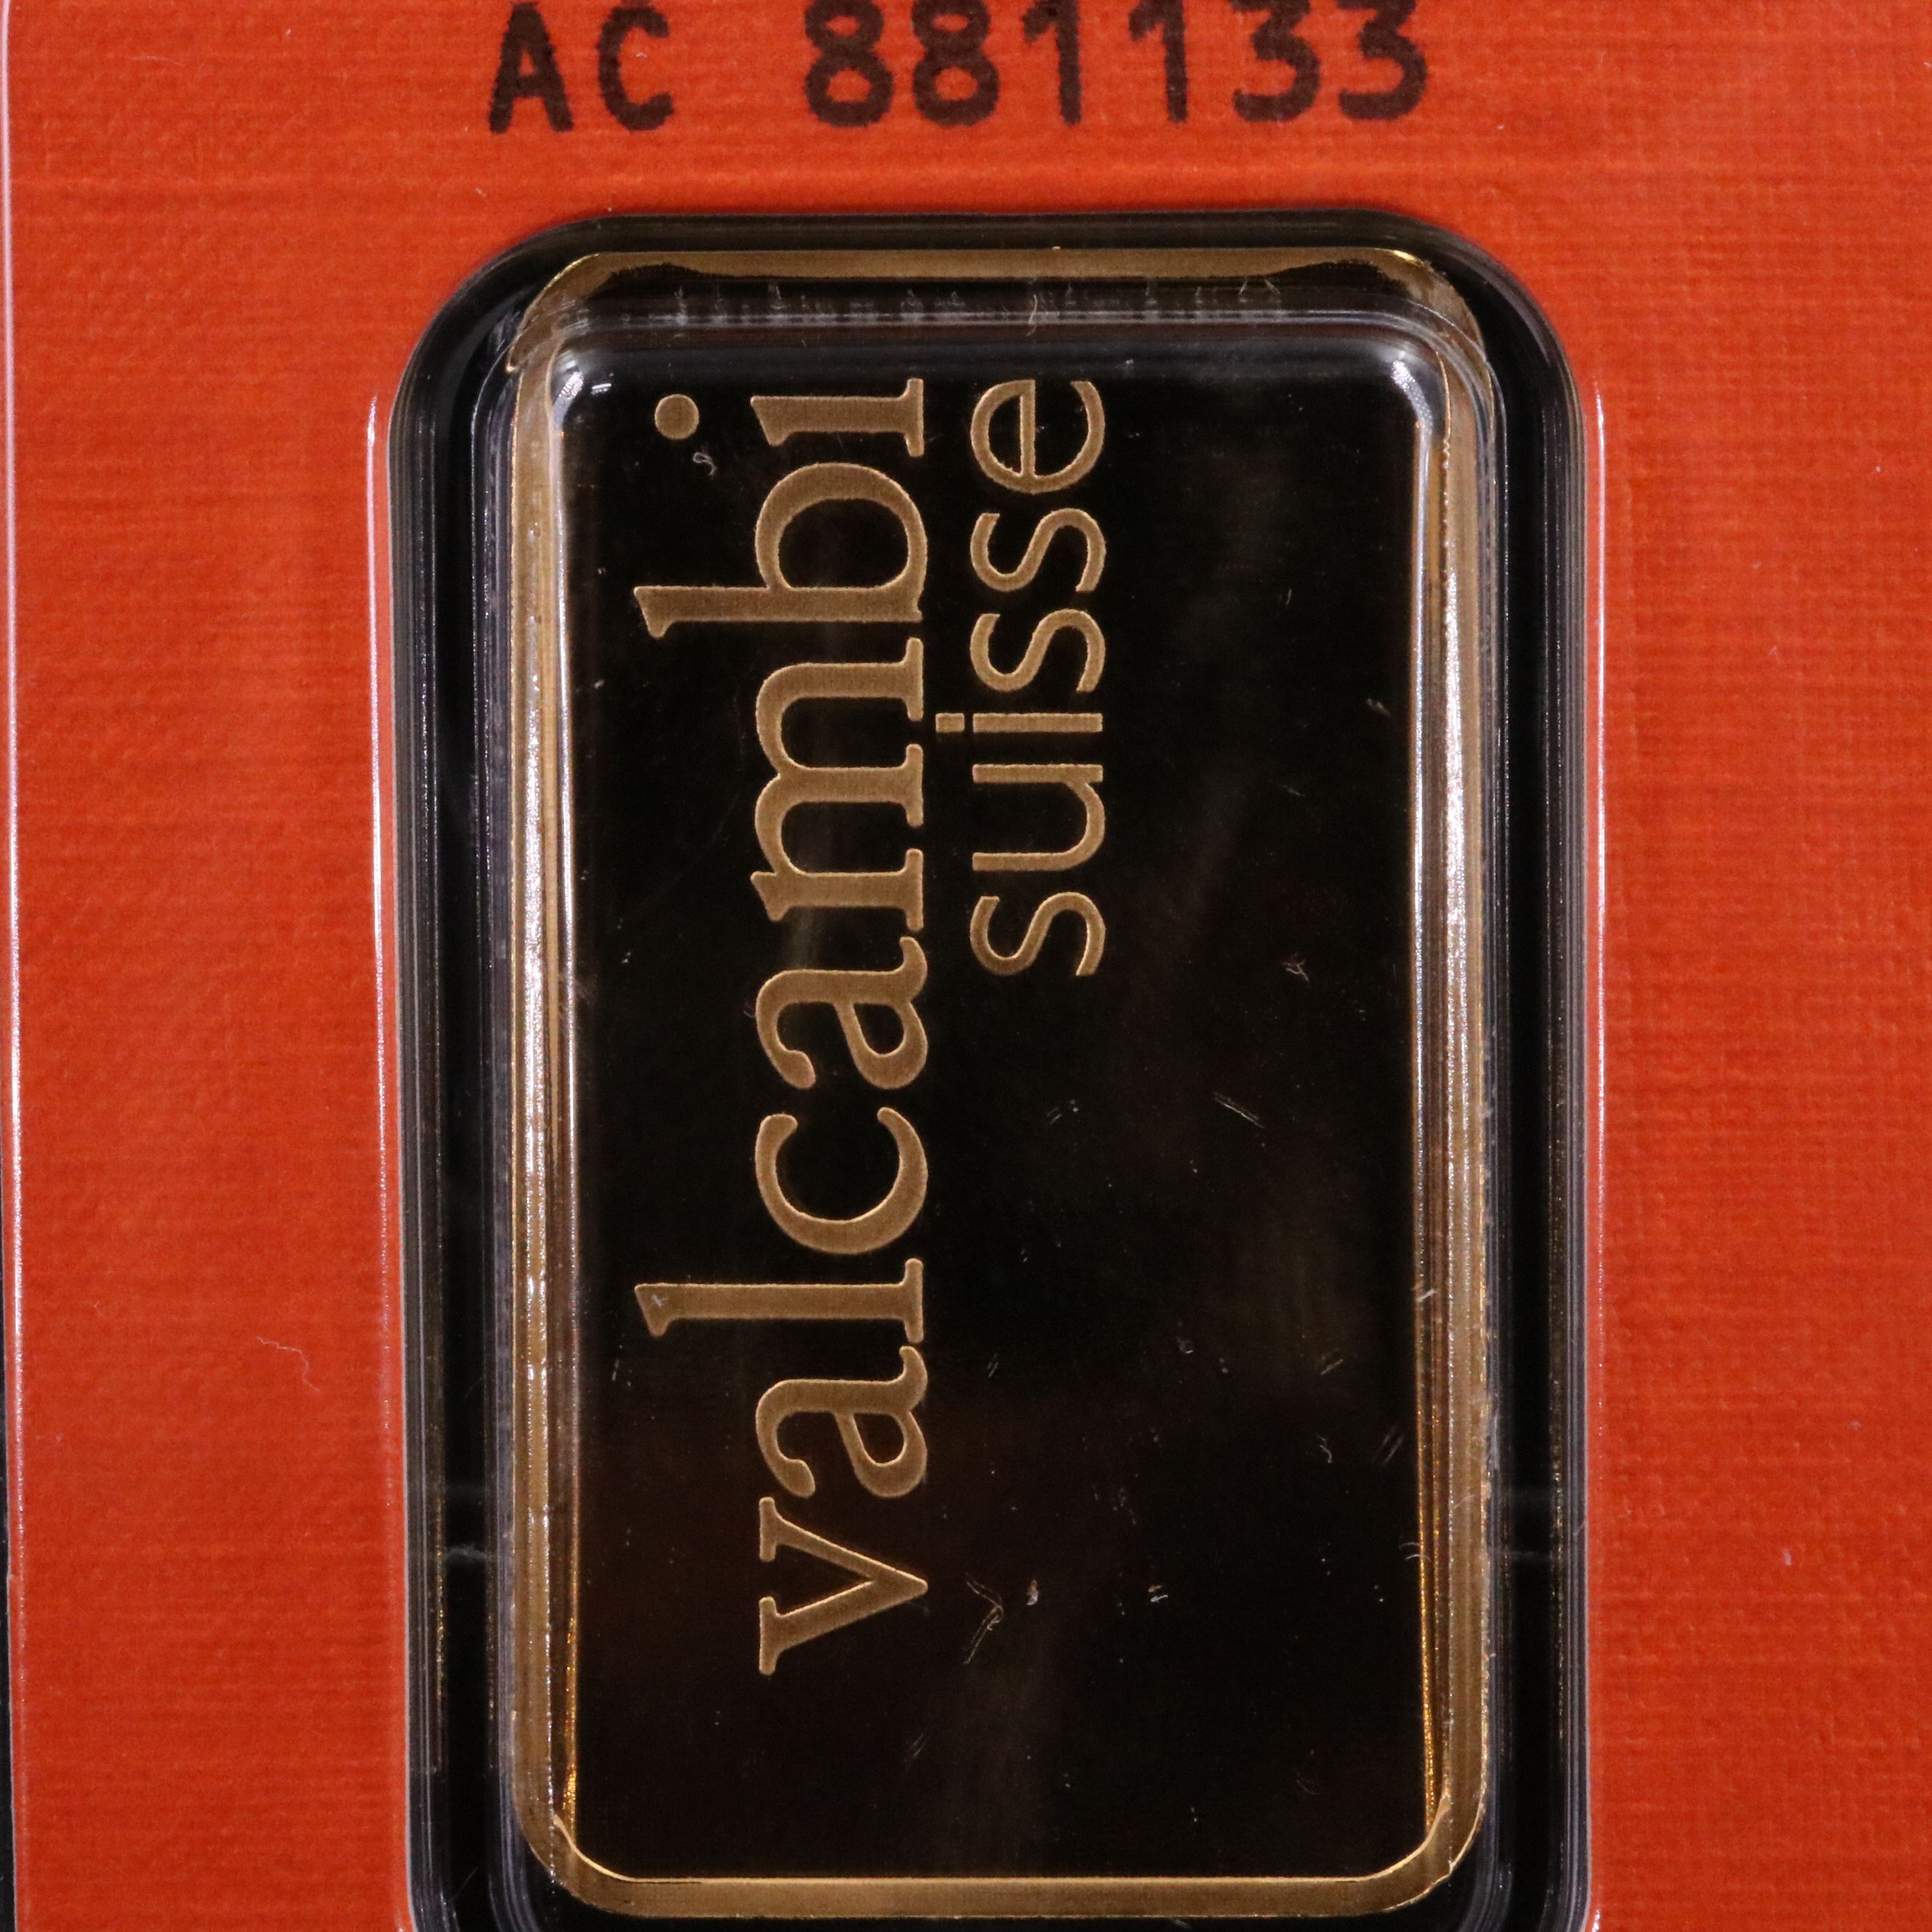 AC 881133
valcambi
suisse